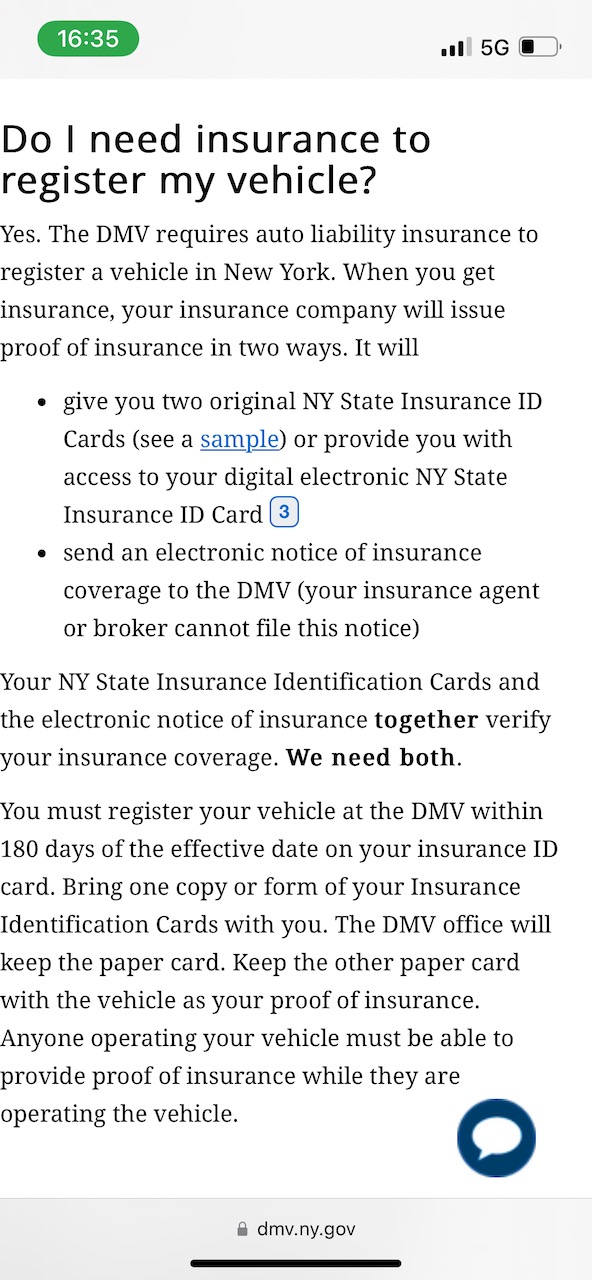 16:35
5G
Do I need insurance to
register my vehicle?
Yes. The DMV requires auto liability insurance to
register a vehicle in New York. When you get
insurance, your insurance company will issue
proof of insurance in two ways. It will
• give you two original NY State Insurance ID
Cards (see a sample) or provide you with
access to your digital electronic NY State
Insurance ID Card 3
• send an electronic notice of insurance
coverage to the DMV (your insurance agent
or broker cannot file this notice)
Your NY State Insurance Identification Cards and
the electronic notice of insurance together verify
your insurance coverage. We need both.
You must register your vehicle at the DMV within
180 days of the effective date on your insurance ID
card. Bring one copy or form of your Insurance
Identification Cards with you. The DMV office will
keep the paper card. Keep the other paper card
with the vehicle as your proof of insurance.
Anyone operating your vehicle must be able to
provide proof of insurance while they are
operating the vehicle.
dmv.ny.gov